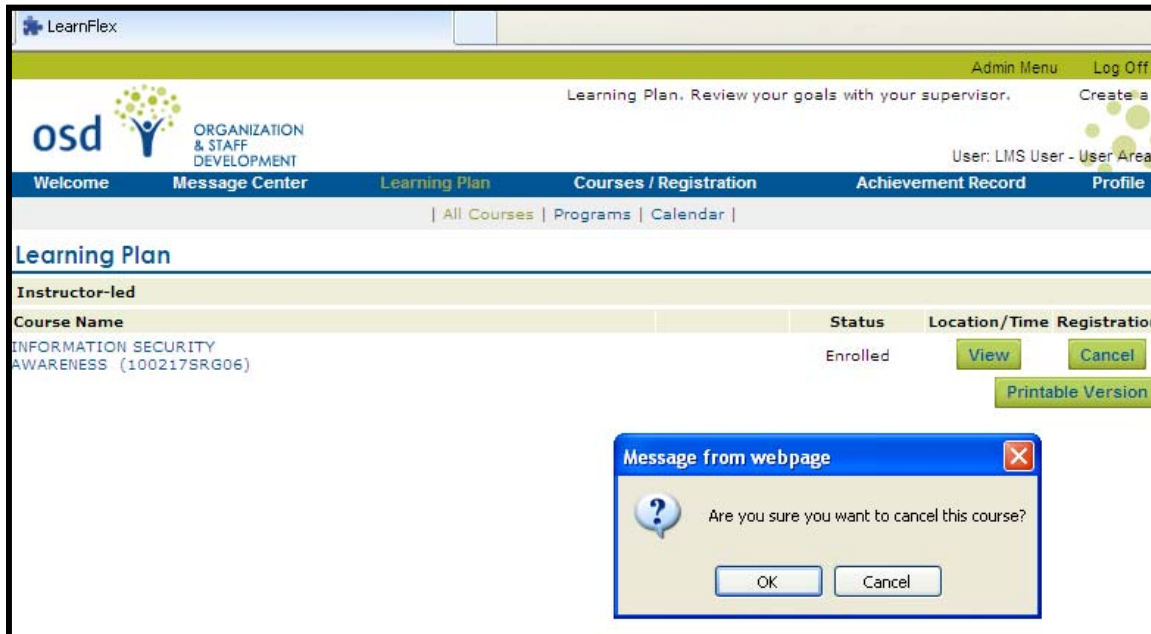 LearnFlex
Admin Menu Log Off
Learning Plan. Review your goals with your supervisor. Create a
osd ORGANIZATION
& STAFF
DEVELOPMENT
User: LMS User - User Area
Welcome Message Center Learning Plan Courses / Registration Achievement Record Profile
| All Courses | Programs | Calendar |
Learning Plan
Instructor-led
Course Name Status Location/Time Registration
INFORMATION SECURITY
AWARENESS (100217SRG06) Enrolled View Cancel
Printable Version
Message from webpage
Are you sure you want to cancel this course?
OK Cancel